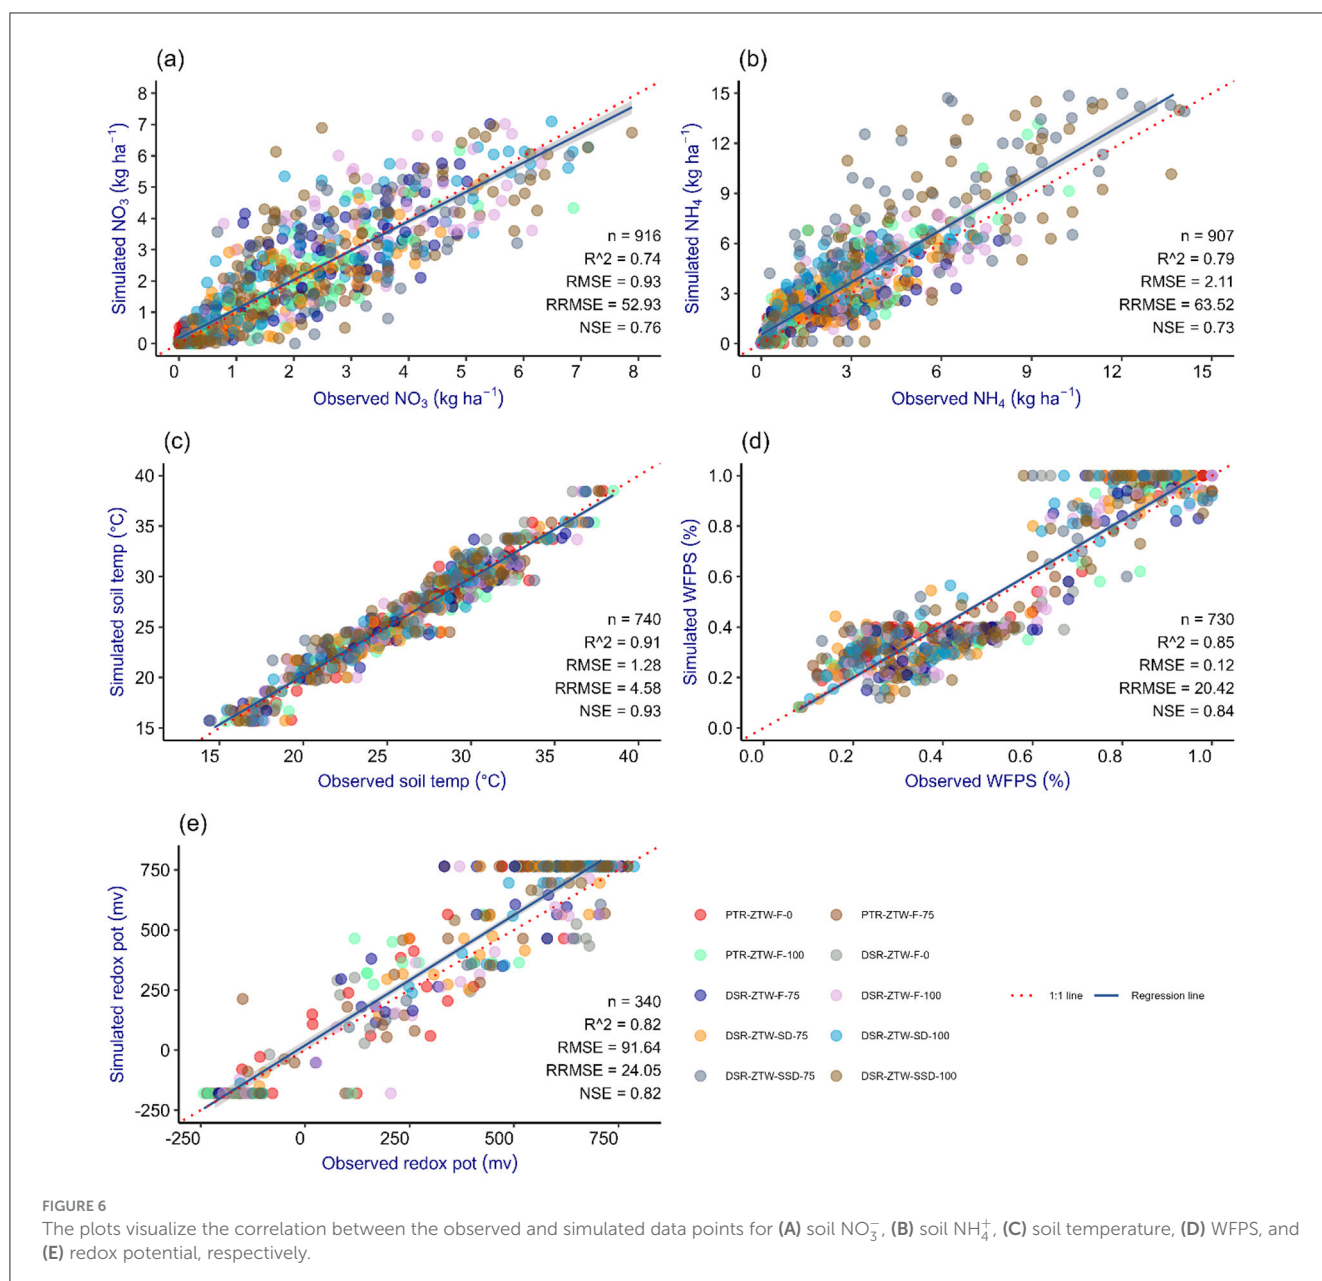 (a)
Simulated NO₃ (kg ha⁻¹)
8
7
6
5
4
3
2
1
0
n = 916
R^2 = 0.74
RMSE = 0.93
RRMSE = 52.93
NSE = 0.76
0 1 2 3 4 5 6 7 8
Observed NO₃ (kg ha⁻¹)
(b)
Simulated NH₄ (kg ha⁻¹)
15
12
9
6
3
0
n = 907
R^2 = 0.79
RMSE = 2.11
RRMSE = 63.52
NSE = 0.73
0 3 6 9 12 15
Observed NH₄ (kg ha⁻¹)
(c)
Simulated soil temp (°C)
40
35
30
25
20
15
n = 740
R^2 = 0.91
RMSE = 1.28
RRMSE = 4.58
NSE = 0.93
15 20 25 30 35 40
Observed soil temp (°C)
(d)
Simulated WFPS (%)
1.0
0.8
0.6
0.4
0.2
0.0
n = 730
R^2 = 0.85
RMSE = 0.12
RRMSE = 20.42
NSE = 0.84
0.0 0.2 0.4 0.6 0.8 1.0
Observed WFPS (%)
(e)
Simulated redox pot (mv)
750
500
250
0
-250
n = 340
R^2 = 0.82
RMSE = 91.64
RRMSE = 24.05
NSE = 0.82
-250 0 250 500 750
Observed redox pot (mv)
PTR-ZTW-F-0 PTR-ZTW-F-75
PTR-ZTW-F-100 DSR-ZTW-F-0
DSR-ZTW-F-75 DSR-ZTW-F-100
DSR-ZTW-SD-75 DSR-ZTW-SD-100
DSR-ZTW-SSD-75 DSR-ZTW-SSD-100
1:1 line Regression line
FIGURE 6
The plots visualize the correlation between the observed and simulated data points for (A) soil NO₃⁻, (B) soil NH₄⁺, (C) soil temperature, (D) WFPS, and
(E) redox potential, respectively.